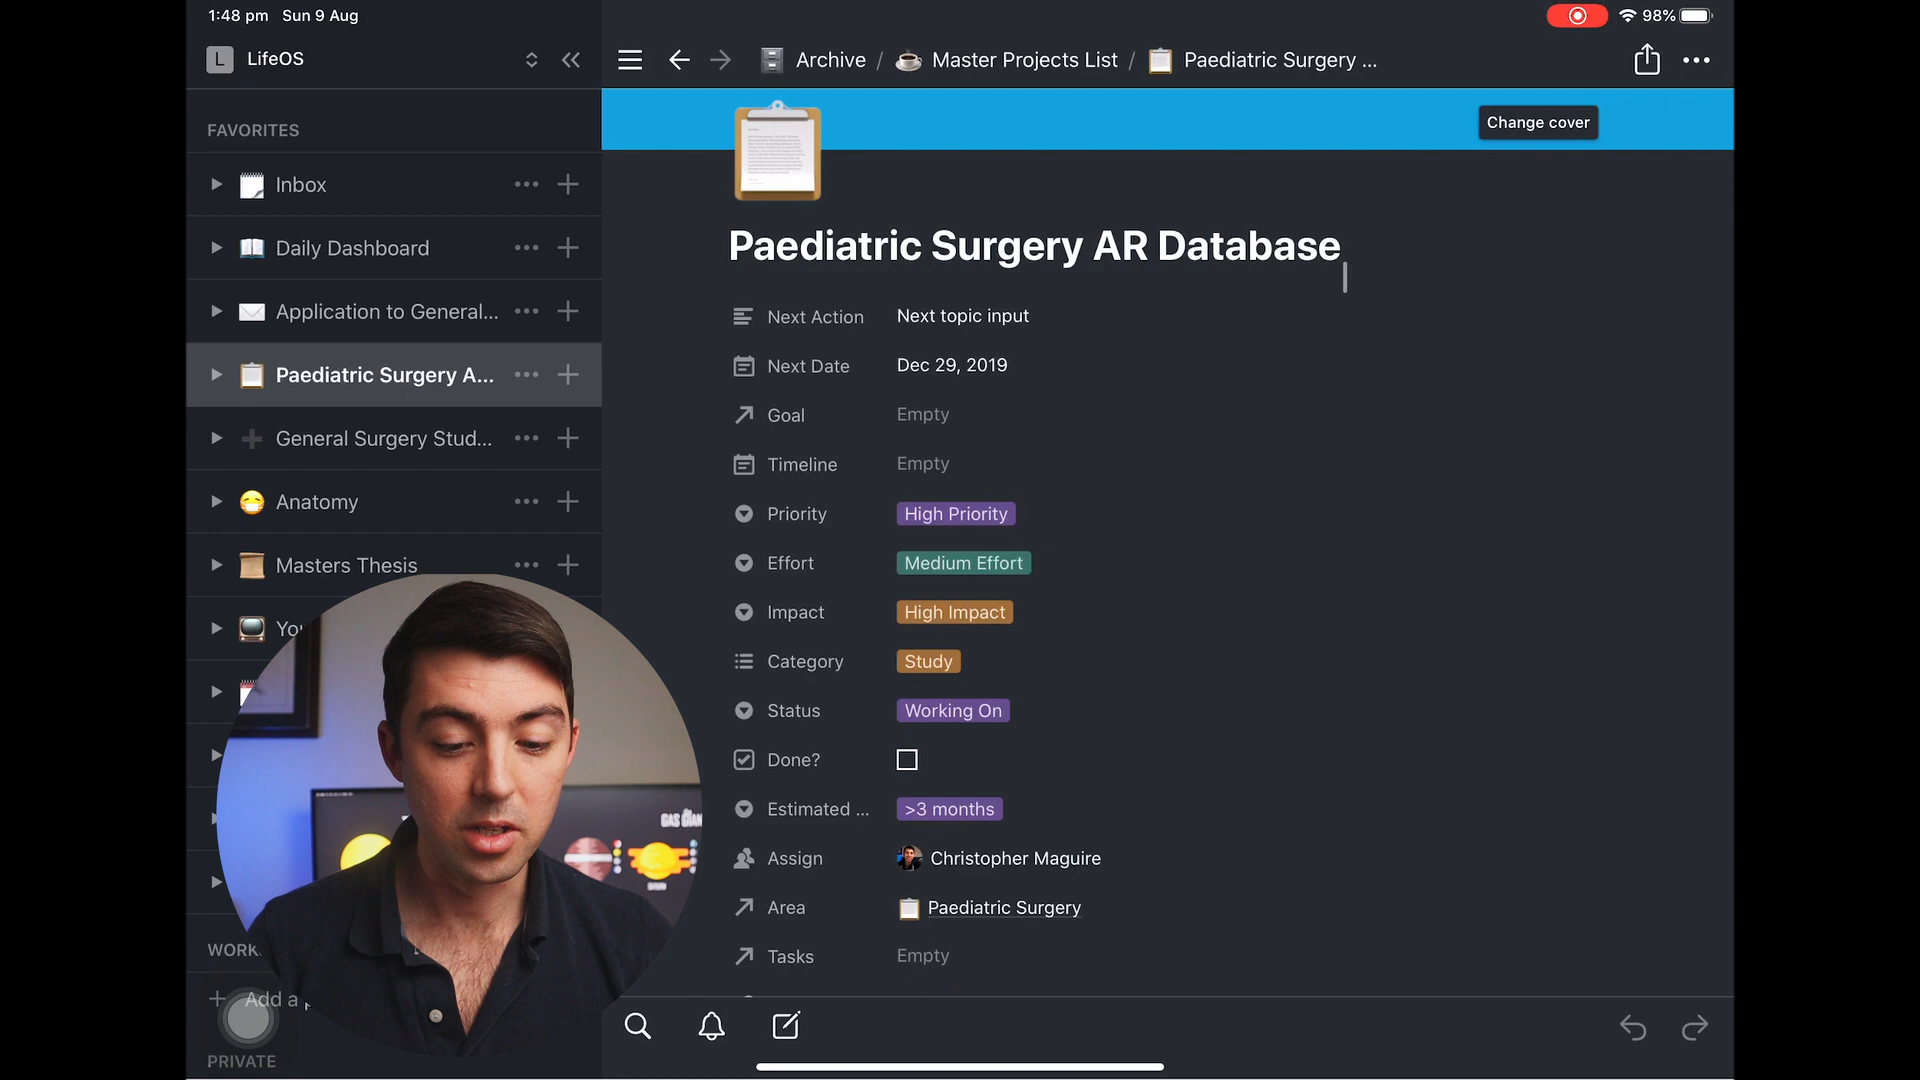 1:48 pm Sun 9 Aug
98%
L LifeOS
Archive / Master Projects List / Paediatric Surgery ...
Change cover
FAVORITES
Inbox
Daily Dashboard
Application to General...
Paediatric Surgery A...
General Surgery Stud...
Anatomy
Masters Thesis
Paediatric Surgery AR Database
Next Action Next topic input
Next Date Dec 29, 2019
Goal Empty
Timeline Empty
Priority High Priority
Effort Medium Effort
Impact High Impact
Category Study
Status Working On
Done?
Estimated ... >3 months
Assign Christopher Maguire
Area Paediatric Surgery
Tasks Empty
Add a
PRIVATE